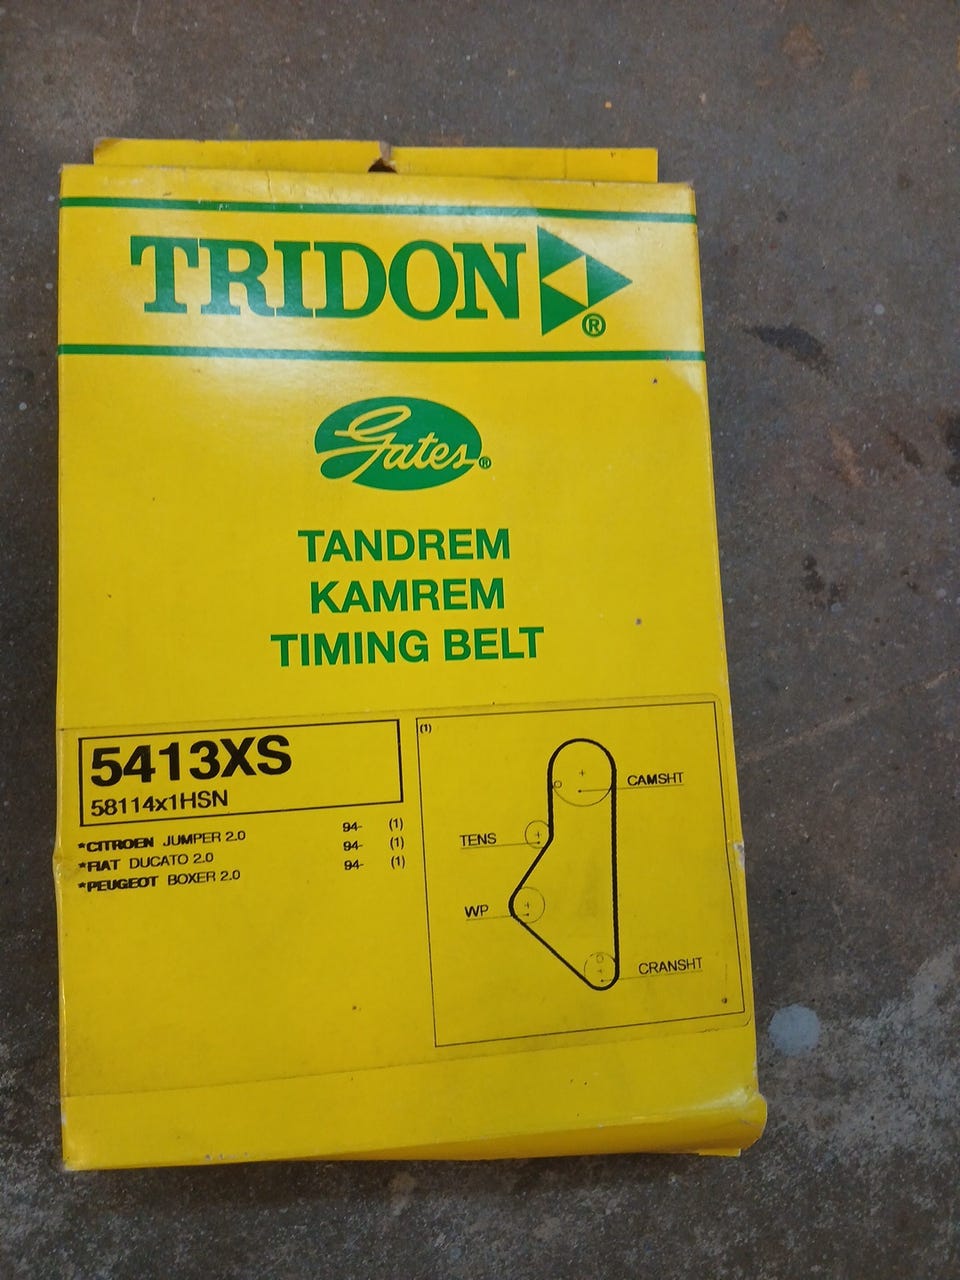 TRIDON ®
Gates ®
TANDREM
KAMREM
TIMING BELT
5413XS
58114x1HSN
*CITROEN JUMPER 2.0 94- (1)
*FIAT DUCATO 2.0 94- (1)
*PEUGEOT BOXER 2.0 94- (1)
(1)
CAMSHT
TENS
WP
CRANSHT